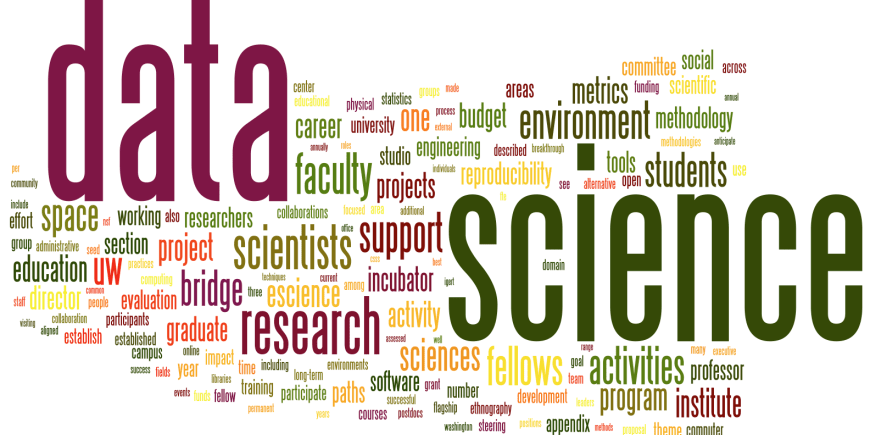 data
science
center
educational
physical
statistics
groups
made
areas
metrics
committee
social
across
funding
scientific
annual
career
university
one
process
external
budget
environment
methodology
annually
roles
studio
engineering
described
breakthrough
methodologies
anticipate
per
community
faculty
projects
individuals
reproducibility
see
alternative
open
tools
students
use
include
effort
space
nsf
working
also
researchers
collaborations
focused
additional
group
administrative
seed
section
project
scientists
office
support
education
uw
practices
computing
bridge
three
techniques
escience
current
among
incubator
best
domain
staff
director
common
people
evaluation
research
activity
visiting
aligned
collaboration
establish
participants
established
graduate
assessed
well
campus
online
impact
success
fields
year
time
including
environments
sciences
fellows
range
goal
team
activities
many
executive
professor
libraries
long-term
training
participate
paths
software
grant
number
events
funds
fellow
successful
development
leaders
program
institute
permanent
years
courses
postdocs
flagship
ethnography
washington
steering
positions
appendix
methods
proposal
theme
computer